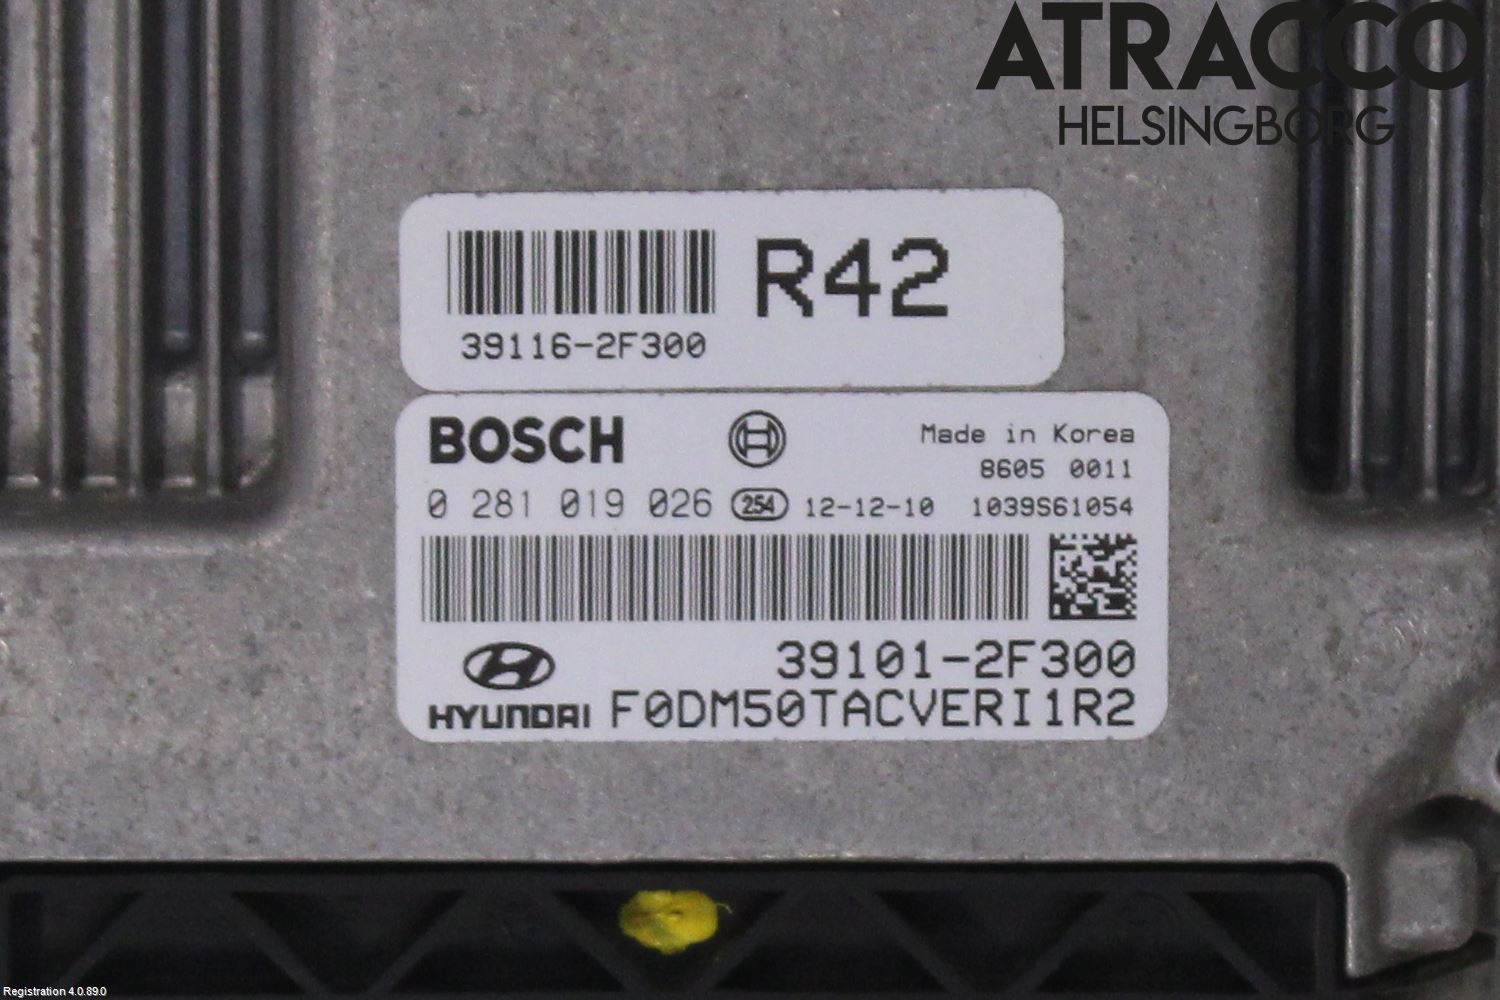 ATRACCO
HELSINGBORG
R42
39116-2F300
BOSCH
Made in Korea
8605 0011
0 281 019 026 254 12-12-10 1039S61054
39101-2F300
HYUNDAI F0DM50TACVERI1R2
Registration 4.0.89.0